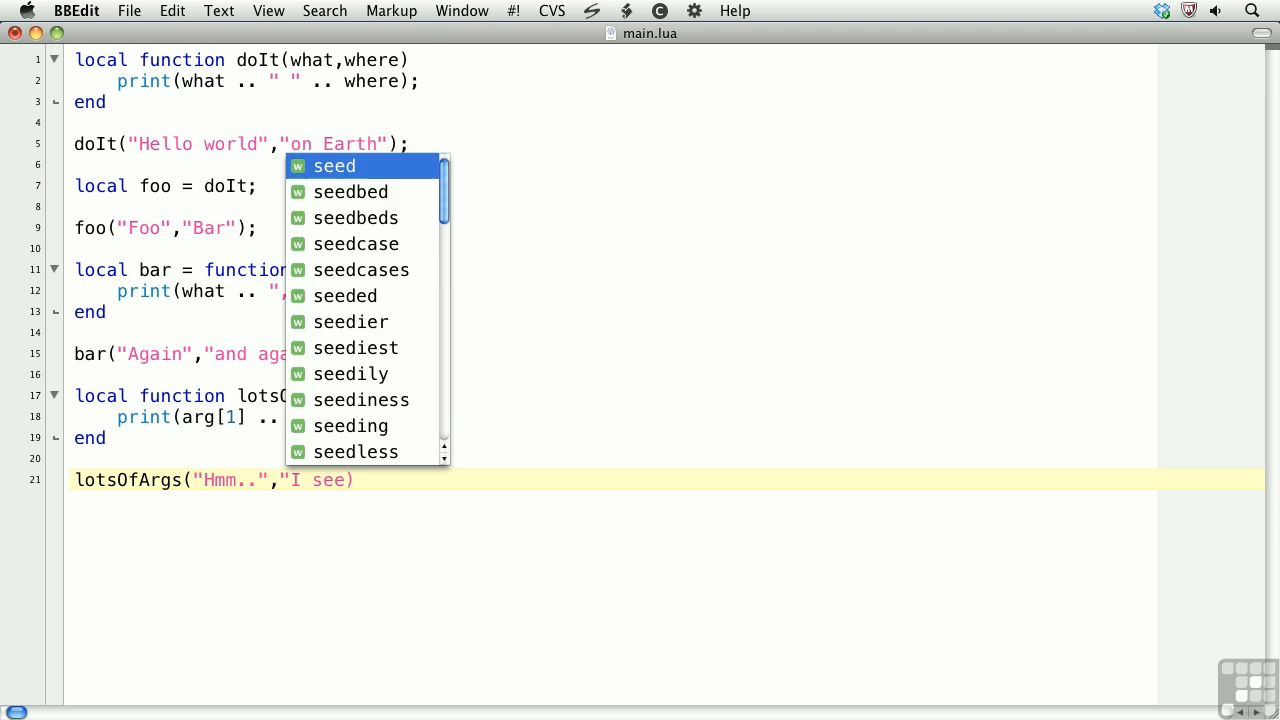 BBEdit File Edit Text View Search Markup Window #! CVS Help
main.lua
1 local function doIt(what,where)
2 print(what .. " " .. where);
3 end
4
5 doIt("Hello world","on Earth");
6
7 local foo = doIt;
8
9 foo("Foo","Bar");
10
11 local bar = function
12 print(what .. ",
13 end
14
15 bar("Again","and aga
16
17 local function lots
18 print(arg[1] ..
19 end
20
21 lotsOfArgs("Hmm..","I see)
seed
seedbed
seedbeds
seedcase
seedcases
seeded
seedier
seediest
seedily
seediness
seeding
seedless